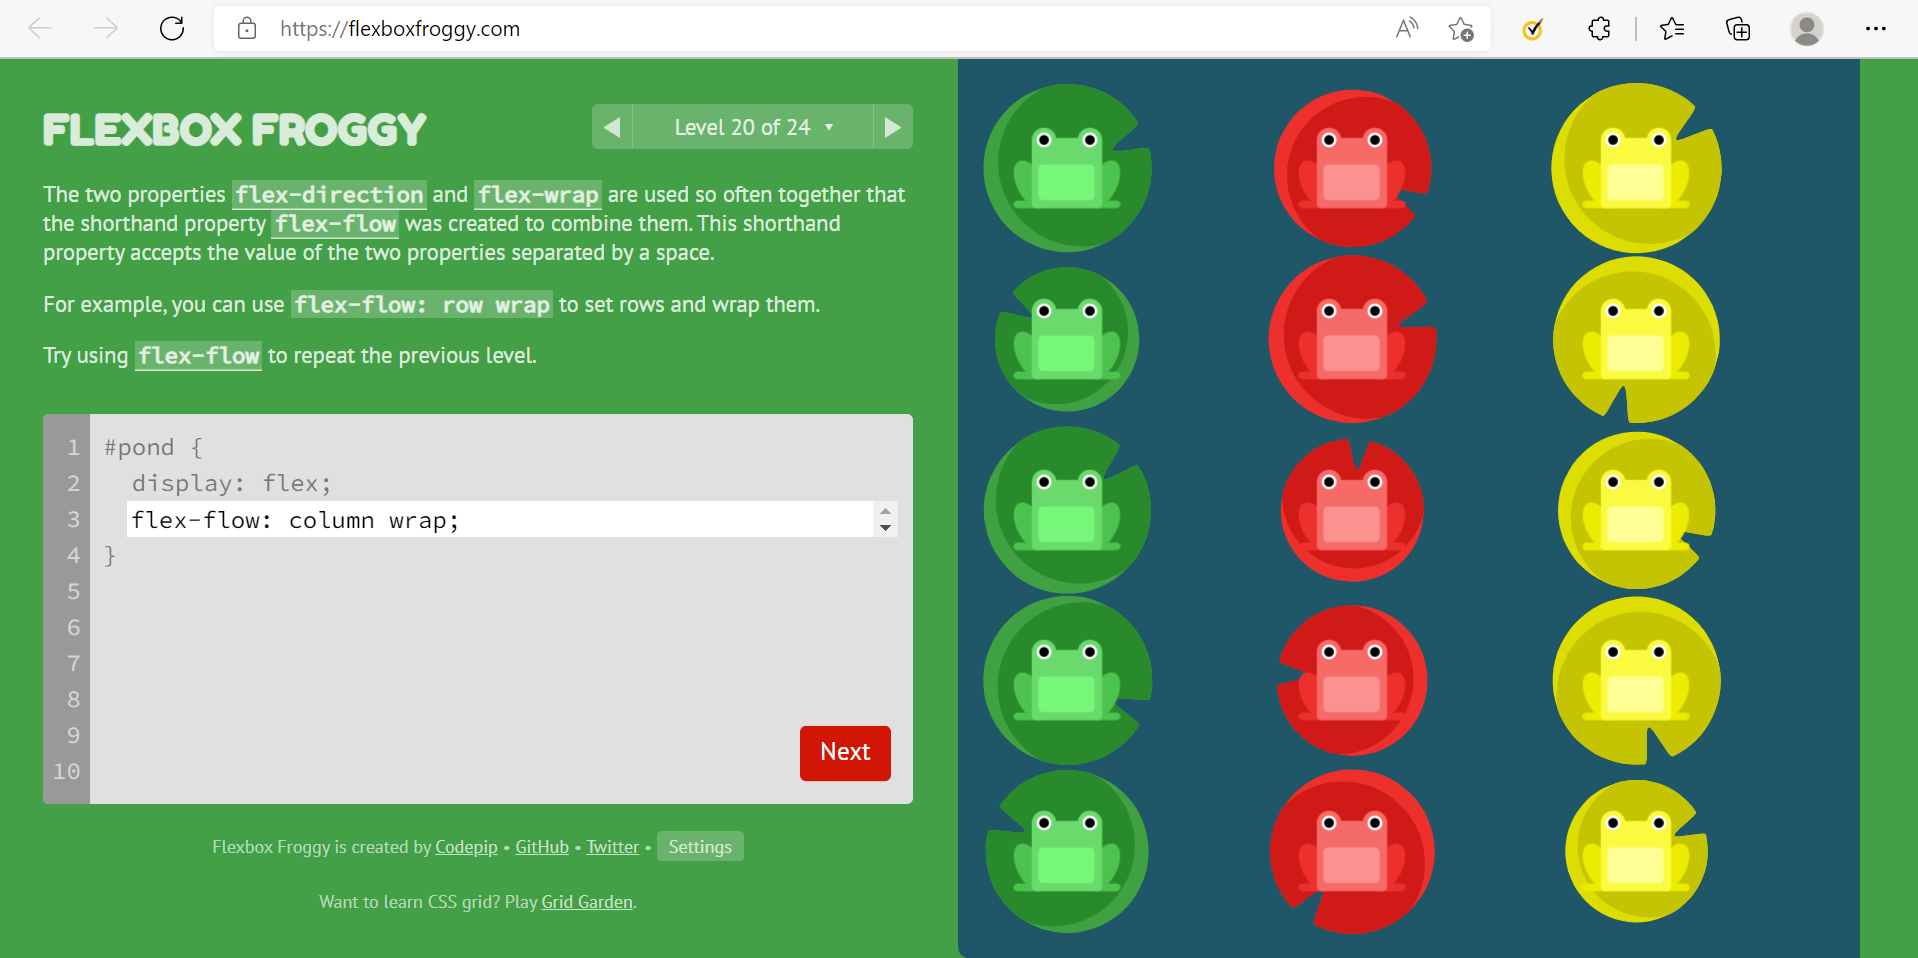 https://flexboxfroggy.com
FLEXBOX FROGGY
Level 20 of 24
The two properties flex-direction and flex-wrap are used so often together that
the shorthand property flex-flow was created to combine them. This shorthand
property accepts the value of the two properties separated by a space.
For example, you can use flex-flow: row wrap to set rows and wrap them.
Try using flex-flow to repeat the previous level.
1 #pond {
2 display: flex;
3 flex-flow: column wrap;
4 }
5
6
7
8
9
10
Next
Flexbox Froggy is created by Codepip • GitHub • Twitter • Settings
Want to learn CSS grid? Play Grid Garden.